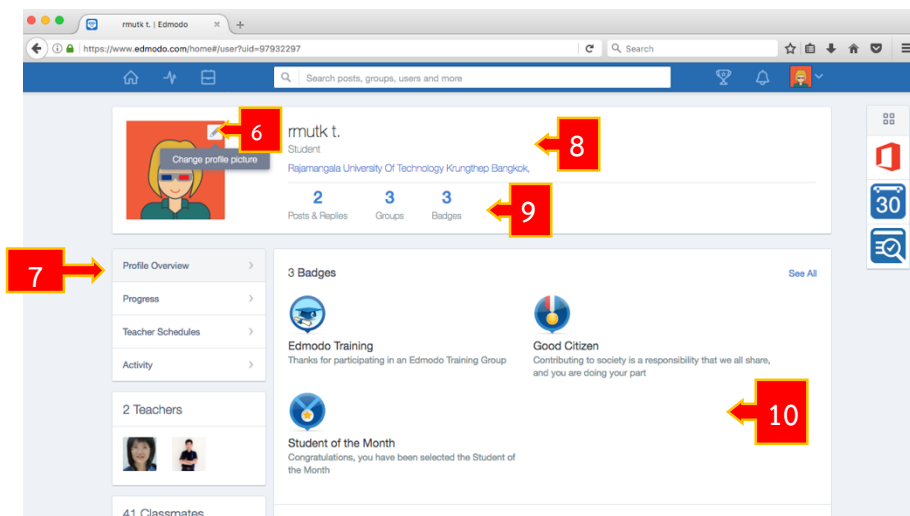 rmutk t. | Edmodo
https://www.edmodo.com/home#/user?uid=97932297
Search
Search posts, groups, users and more
6
Change profile picture
rmutk t.
Student
Rajamangala University Of Technology Krungthep Bangkok,
8
2 3 3
Posts & Replies Groups Badges
9
30
7
Profile Overview
Progress
Teacher Schedules
Activity
2 Teachers
41 Classmates
3 Badges
See All
Edmodo Training
Thanks for participating in an Edmodo Training Group
Good Citizen
Contributing to society is a responsibility that we all share,
and you are doing your part
Student of the Month
Congratulations, you have been selected the Student of
the Month
10